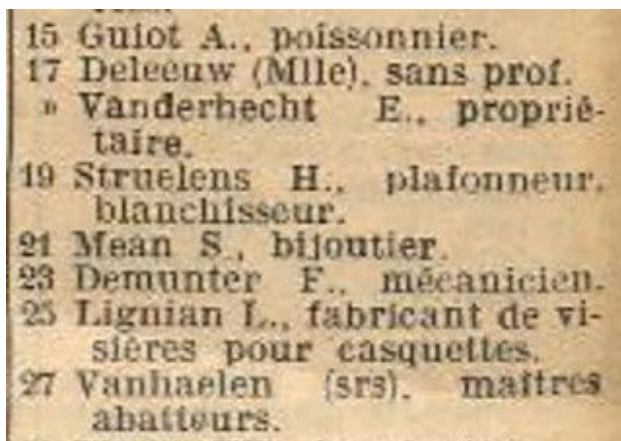 15 Guiot A., poissonnier.
17 Deleeuw (Mlle), sans prof.
» Vanderhecht E., proprié-
taire.
19 Struelens H., plafonneur,
blanchisseur.
21 Mean S., bijoutier.
23 Demunter F., mécanicien.
25 Lignian L., fabricant de vi-
sières pour casquettes.
27 Vanhaelen (srs), maîtres
abatteurs.